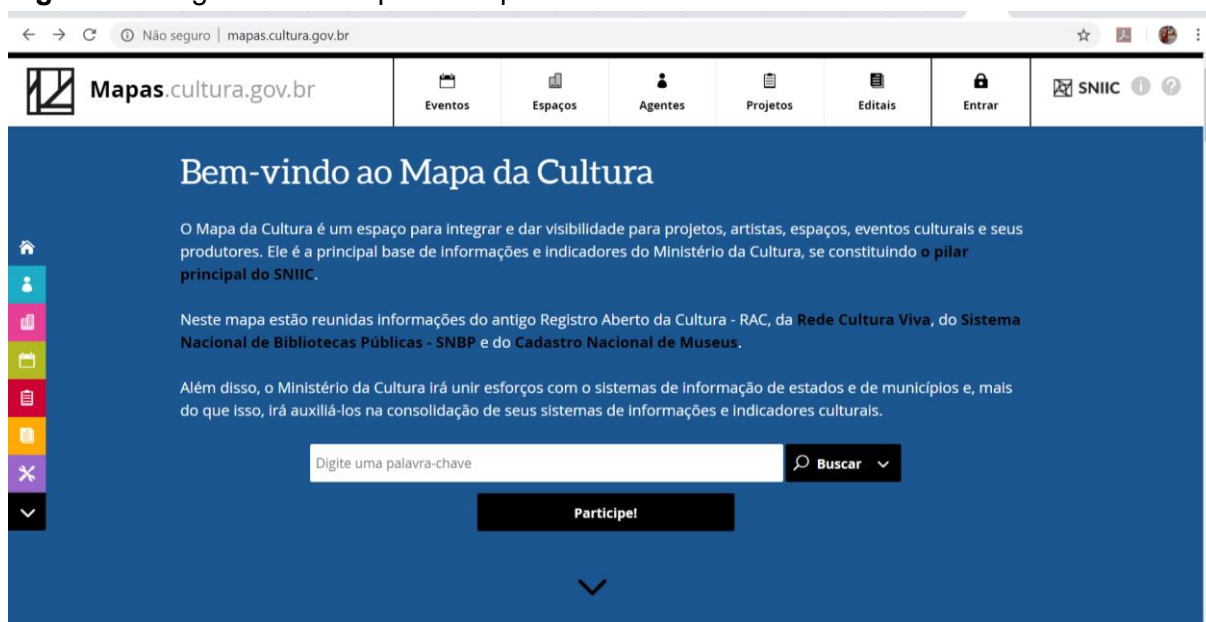 Não seguro | mapas.cultura.gov.br
Mapas.cultura.gov.br
Eventos
Espaços
Agentes
Projetos
Editais
Entrar
SNIIC
Bem-vindo ao Mapa da Cultura
O Mapa da Cultura é um espaço para integrar e dar visibilidade para projetos, artistas, espaços, eventos culturais e seus
produtores. Ele é a principal base de informações e indicadores do Ministério da Cultura, se constituindo o pilar
principal do SNIIC.
Neste mapa estão reunidas informações do antigo Registro Aberto da Cultura - RAC, da Rede Cultura Viva, do Sistema
Nacional de Bibliotecas Públicas - SNBP e do Cadastro Nacional de Museus.
Além disso, o Ministério da Cultura irá unir esforços com o sistemas de informação de estados e de municípios e, mais
do que isso, irá auxiliá-los na consolidação de seus sistemas de informações e indicadores culturais.
Digite uma palavra-chave
Buscar
Participe!